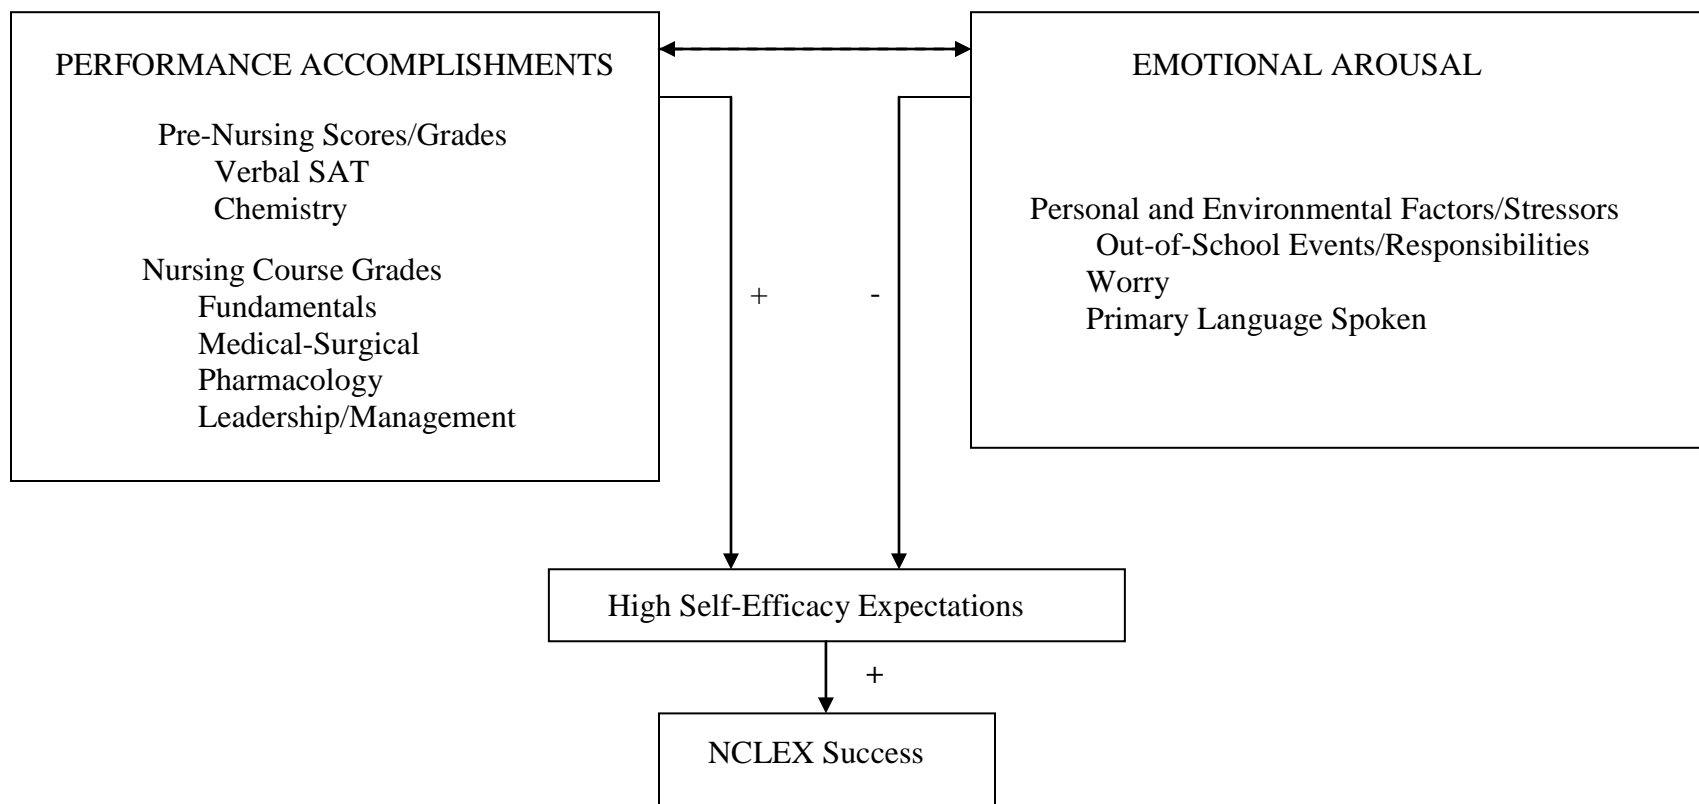 PERFORMANCE ACCOMPLISHMENTS
Pre-Nursing Scores/Grades
Verbal SAT
Chemistry
Nursing Course Grades
Fundamentals
Medical-Surgical
Pharmacology
Leadership/Management
EMOTIONAL AROUSAL
Personal and Environmental Factors/Stressors
Out-of-School Events/Responsibilities
Worry
Primary Language Spoken
+
-
High Self-Efficacy Expectations
+
NCLEX Success